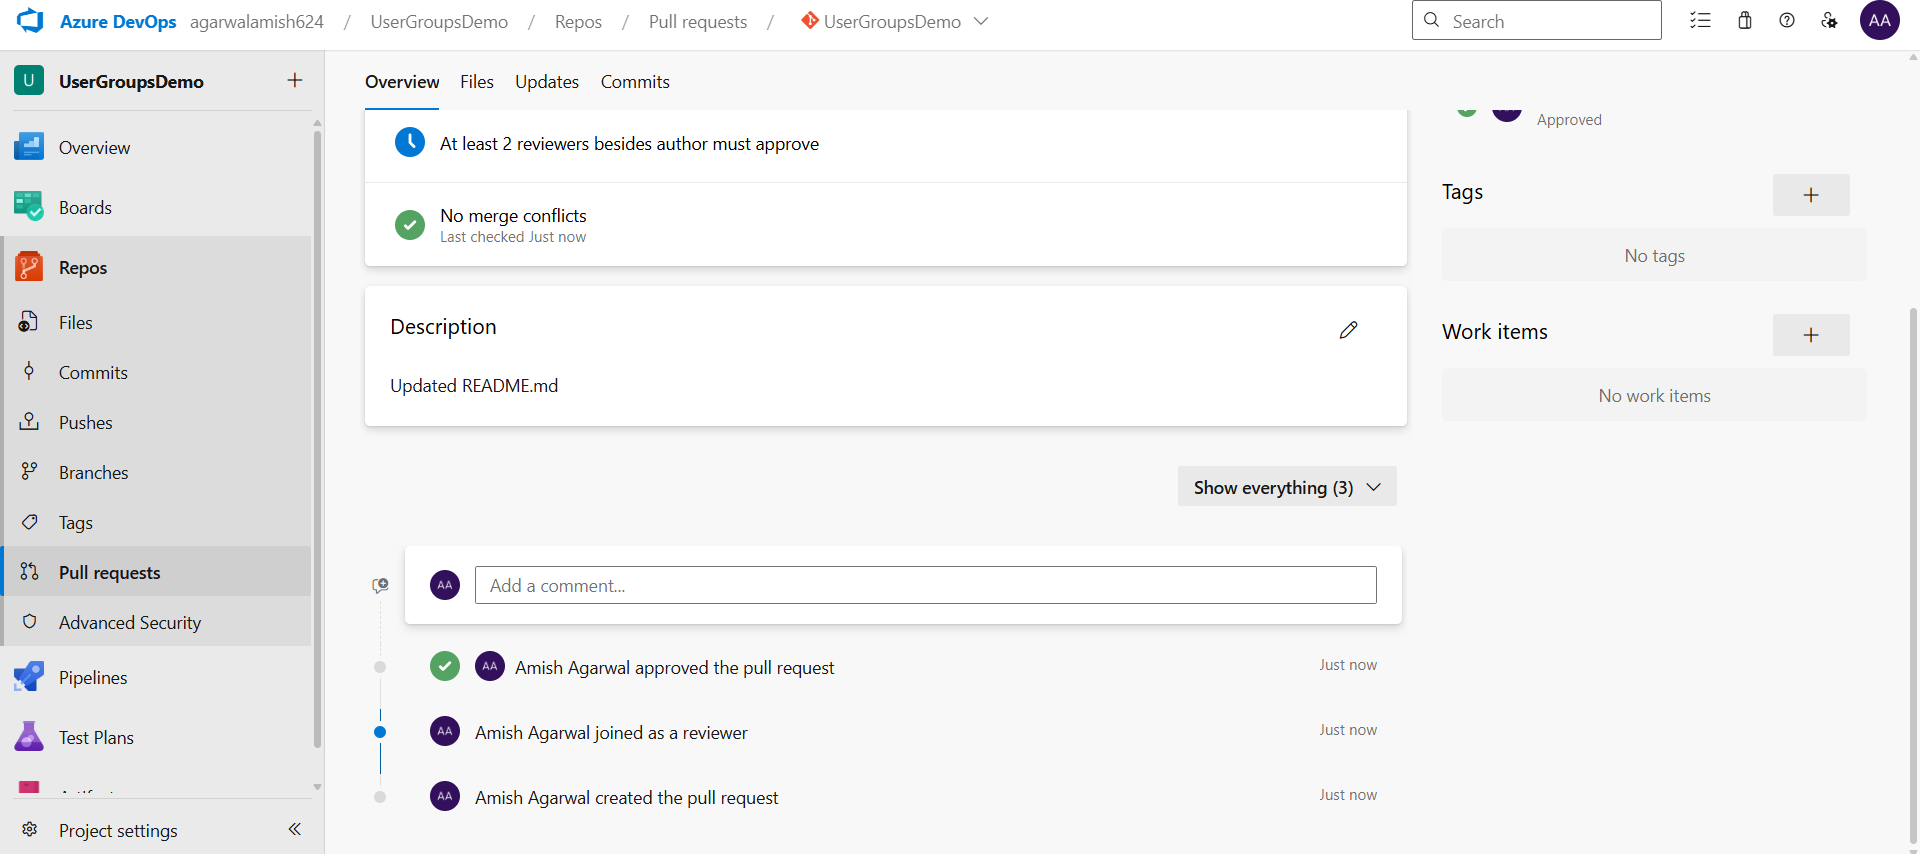 Azure DevOps agarwalamish624 / UserGroupsDemo / Repos / Pull requests / UserGroupsDemo
Search
AA
U UserGroupsDemo
Overview
Boards
Repos
Files
Commits
Pushes
Branches
Tags
Pull requests
Advanced Security
Pipelines
Test Plans
Project settings
Overview Files Updates Commits
At least 2 reviewers besides author must approve
No merge conflicts
Last checked Just now
Description
Updated README.md
Show everything (3)
AA Add a comment...
AA Amish Agarwal approved the pull request Just now
AA Amish Agarwal joined as a reviewer Just now
AA Amish Agarwal created the pull request Just now
Approved
Tags
No tags
Work items
No work items